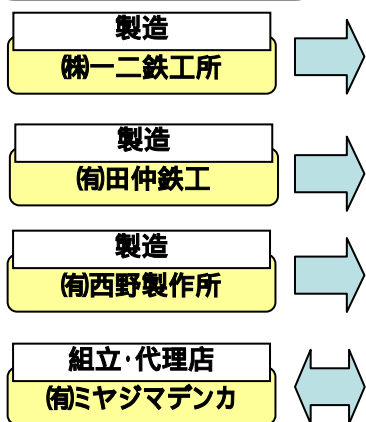 製造
㈱一二鉄工所
製造
㈲田仲鉄工
製造
㈲西野製作所
組立･代理店
㈲ミヤジマデンカ